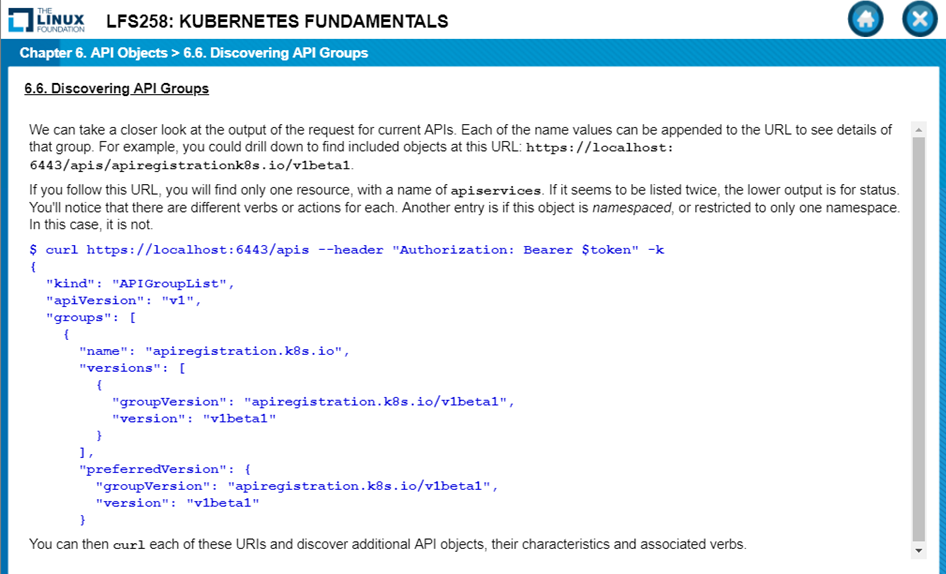 THE
LINUX
FOUNDATION
LFS258: KUBERNETES FUNDAMENTALS
Chapter 6. API Objects > 6.6. Discovering API Groups
6.6. Discovering API Groups
We can take a closer look at the output of the request for current APIs. Each of the name values can be appended to the URL to see details of
that group. For example, you could drill down to find included objects at this URL: https://localhost:
6443/apis/apiregistrationk8s.io/v1beta1.
If you follow this URL, you will find only one resource, with a name of apiservices. If it seems to be listed twice, the lower output is for status.
You'll notice that there are different verbs or actions for each. Another entry is if this object is namespaced, or restricted to only one namespace.
In this case, it is not.
$ curl https://localhost:6443/apis --header "Authorization: Bearer $token" -k
{
  "kind": "APIGroupList",
  "apiVersion": "v1",
  "groups": [
    {
      "name": "apiregistration.k8s.io",
      "versions": [
        {
          "groupVersion": "apiregistration.k8s.io/v1beta1",
          "version": "v1beta1"
        }
      ],
      "preferredVersion": {
        "groupVersion": "apiregistration.k8s.io/v1beta1",
        "version": "v1beta1"
      }
You can then curl each of these URIs and discover additional API objects, their characteristics and associated verbs.